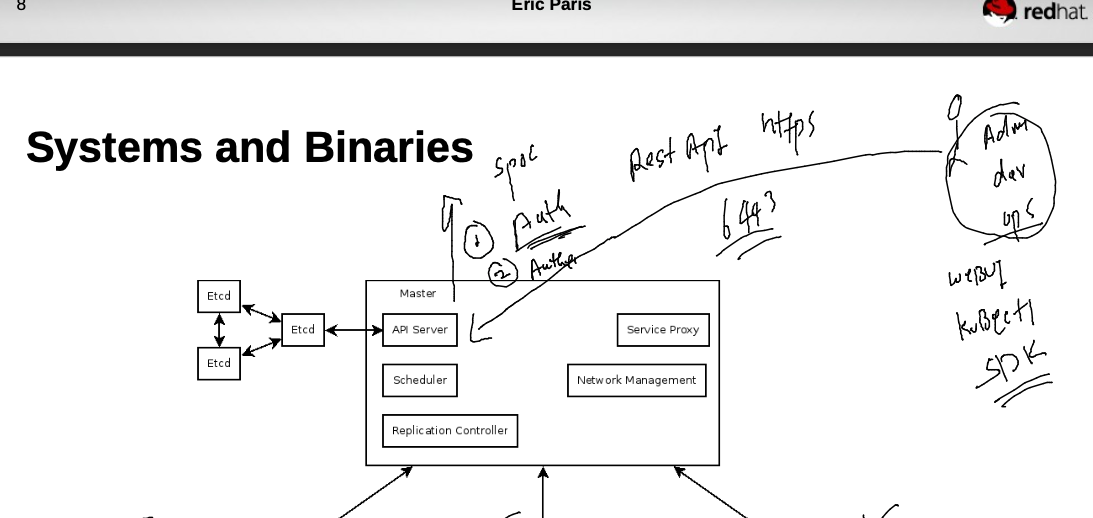 8
Eric Paris
redhat.
Systems and Binaries
spoc
Rest ApI https
Adm
dev
ops
① Auth
6443
② Author
webUI
kubectl
SDK
Etcd
Master
Etcd
API Server
Service Proxy
Etcd
Scheduler
Network Management
Replication Controller